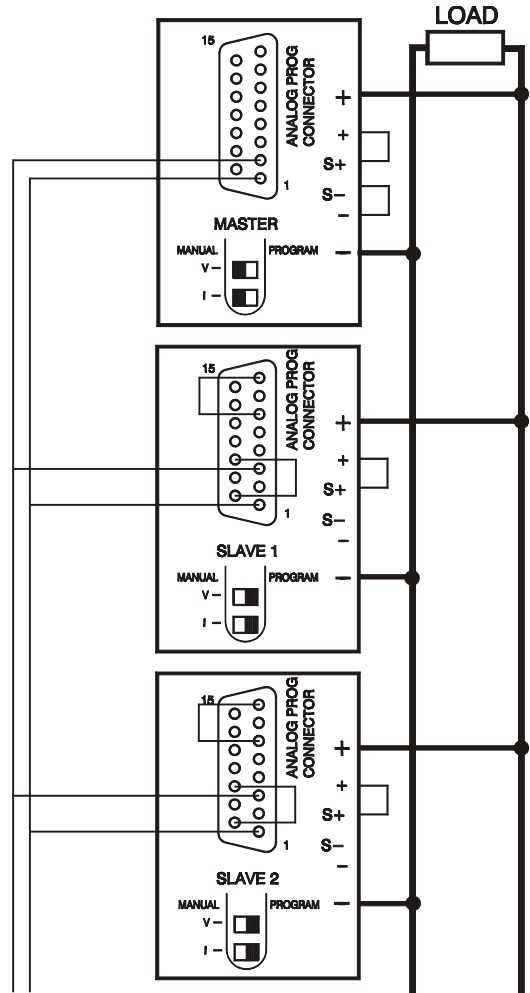 LOAD
15
ANALOG PROG
CONNECTOR
+
+
S+
S-
-
1
MASTER
MANUAL PROGRAM
-
V-
I-
15
ANALOG PROG
CONNECTOR
+
+
S+
S-
-
1
SLAVE 1
MANUAL PROGRAM
-
V-
I-
15
ANALOG PROG
CONNECTOR
+
+
S+
S-
-
1
SLAVE 2
MANUAL PROGRAM
-
V-
I-